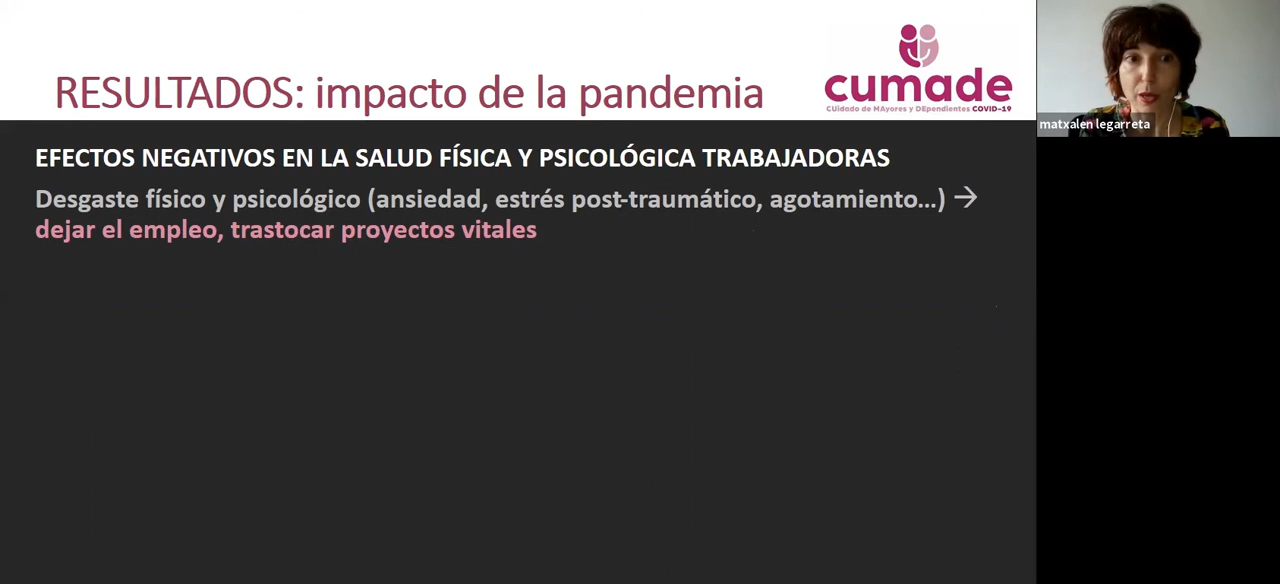 RESULTADOS: impacto de la pandemia
cumade
CUidado de MAyores y DEpendientes COVID-19
matxalen legarreta
EFECTOS NEGATIVOS EN LA SALUD FÍSICA Y PSICOLÓGICA TRABAJADORAS
Desgaste físico y psicológico (ansiedad, estrés post-traumático, agotamiento...) →
dejar el empleo, trastocar proyectos vitales